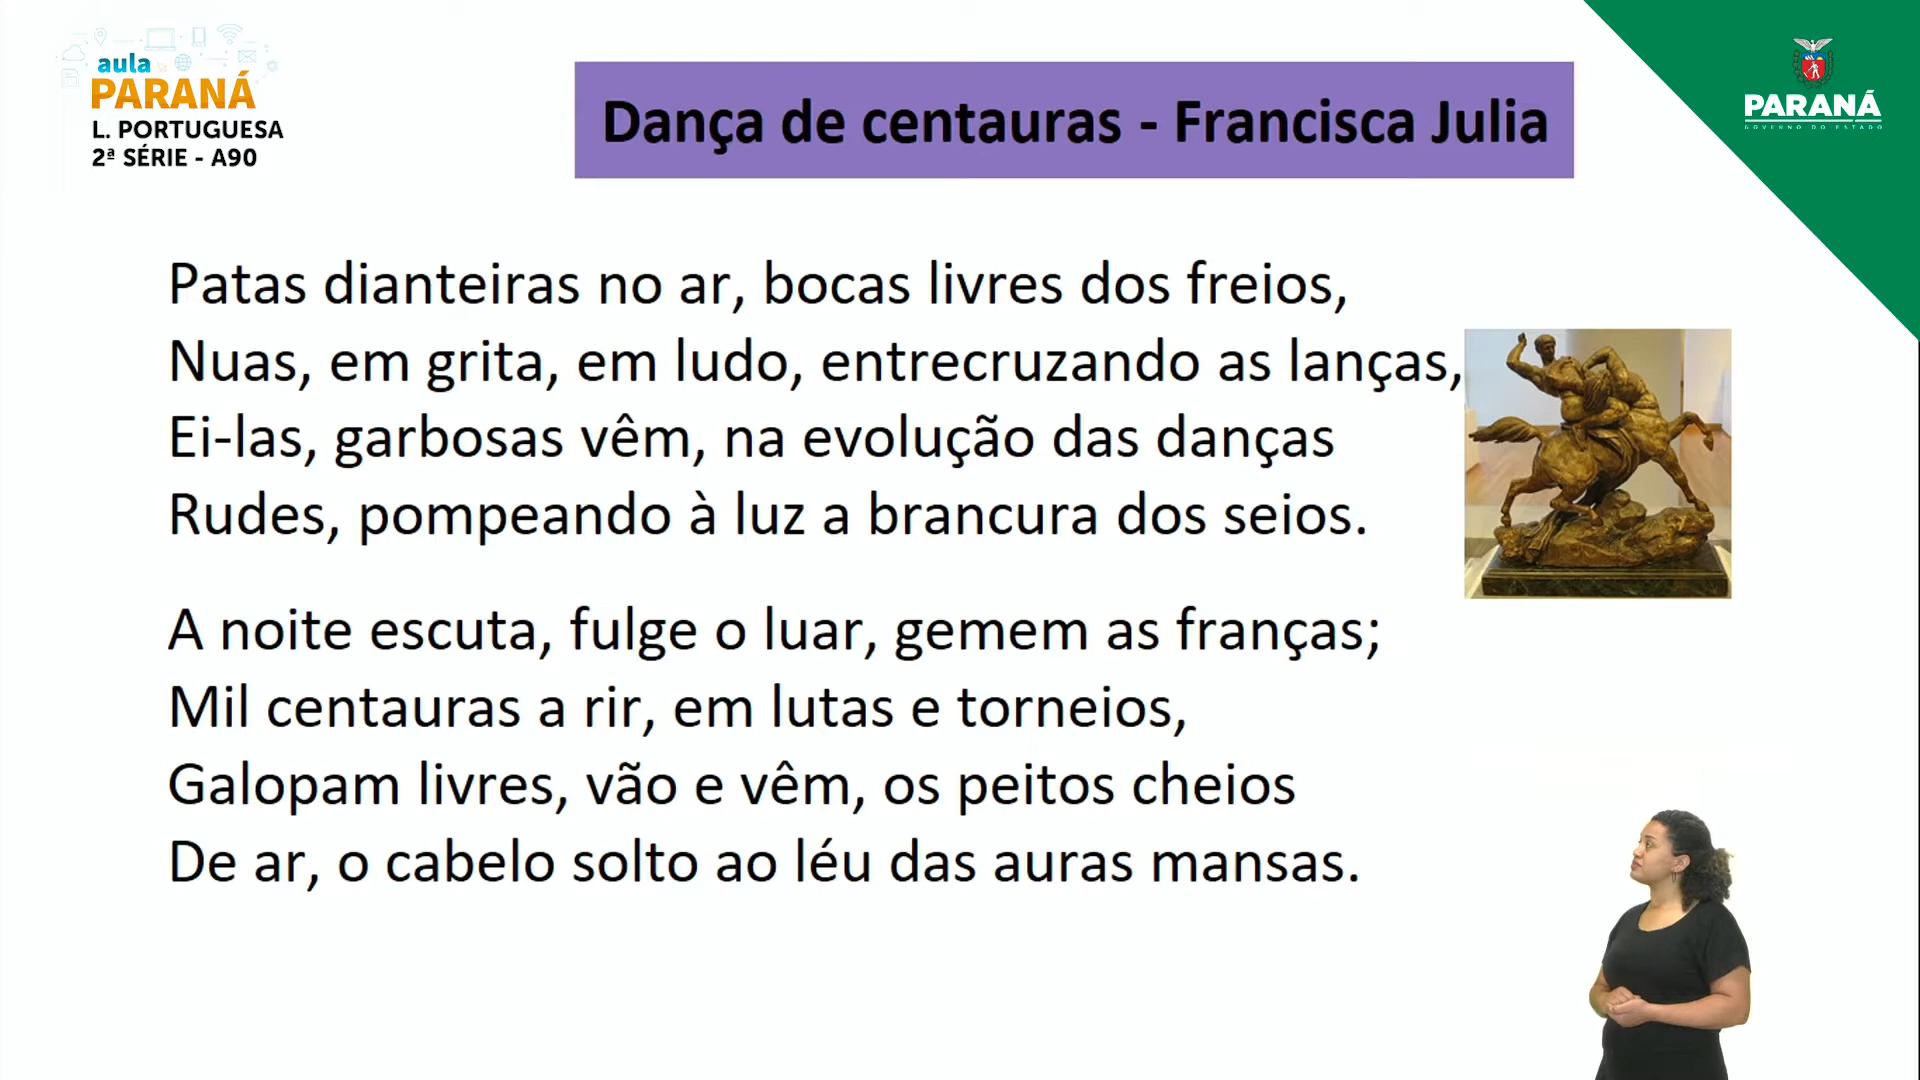 aula
PARANÁ
L. PORTUGUESA
2ª SÉRIE - A90
Dança de centauras - Francisca Julia
PARANÁ
GOVERNO DO ESTADO
Patas dianteiras no ar, bocas livres dos freios,
Nuas, em grita, em ludo, entrecruzando as lanças,
Ei-las, garbosas vêm, na evolução das danças
Rudes, pompeando à luz a brancura dos seios.
A noite escuta, fulge o luar, gemem as franças;
Mil centauras a rir, em lutas e torneios,
Galopam livres, vão e vêm, os peitos cheios
De ar, o cabelo solto ao léu das auras mansas.